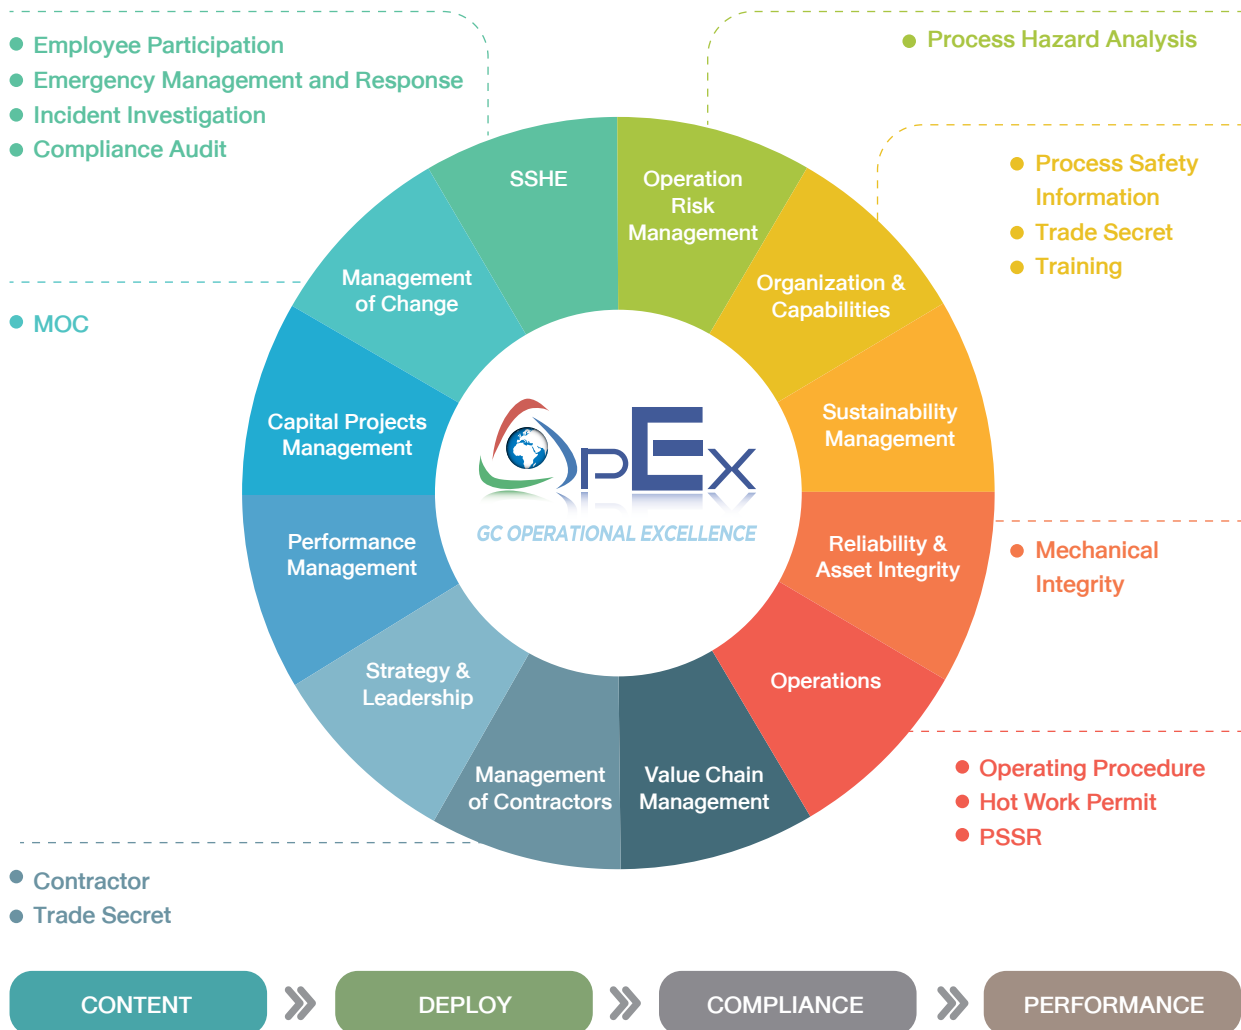 Employee Participation
Emergency Management and Response
Incident Investigation
Compliance Audit
Process Hazard Analysis
Process Safety
Information
Trade Secret
Training
MOC
SSHE
Operation
Risk
Management
Organization &
Capabilities
Sustainability
Management
Reliability &
Asset Integrity
Operations
Value Chain
Management
Management
of Contractors
Strategy &
Leadership
Performance
Management
Capital Projects
Management
Management
of Change
OpEx
GC OPERATIONAL EXCELLENCE
Mechanical
Integrity
Operating Procedure
Hot Work Permit
PSSR
Contractor
Trade Secret
CONTENT
DEPLOY
COMPLIANCE
PERFORMANCE